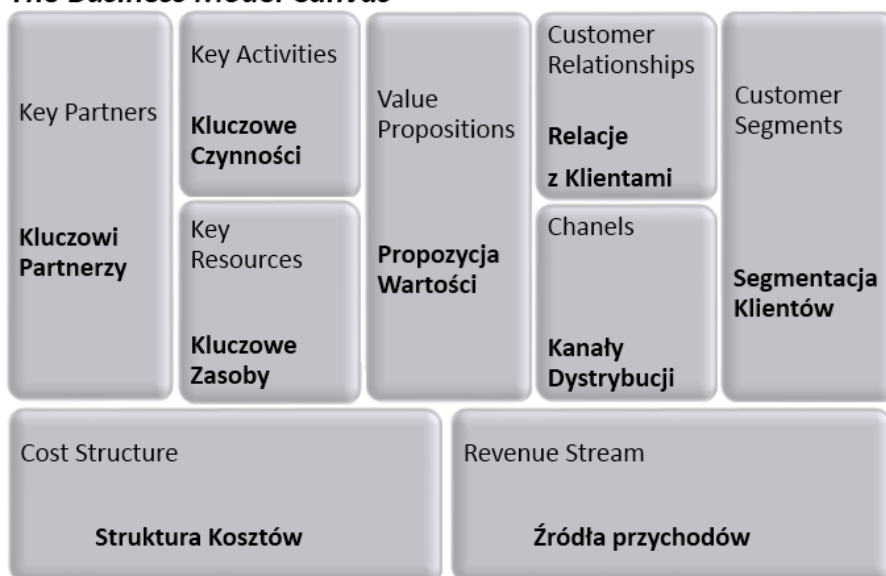 The Business Model Canvas
Key Partners
Kluczowi
Partnerzy
Key Activities
Kluczowe
Czynności
Key
Resources
Kluczowe
Zasoby
Value
Propositions
Propozycja
Wartości
Customer
Relationships
Relacje
z Klientami
Chanels
Kanały
Dystrybucji
Customer
Segments
Segmentacja
Klientów
Cost Structure
Struktura Kosztów
Revenue Stream
Źródła przychodów